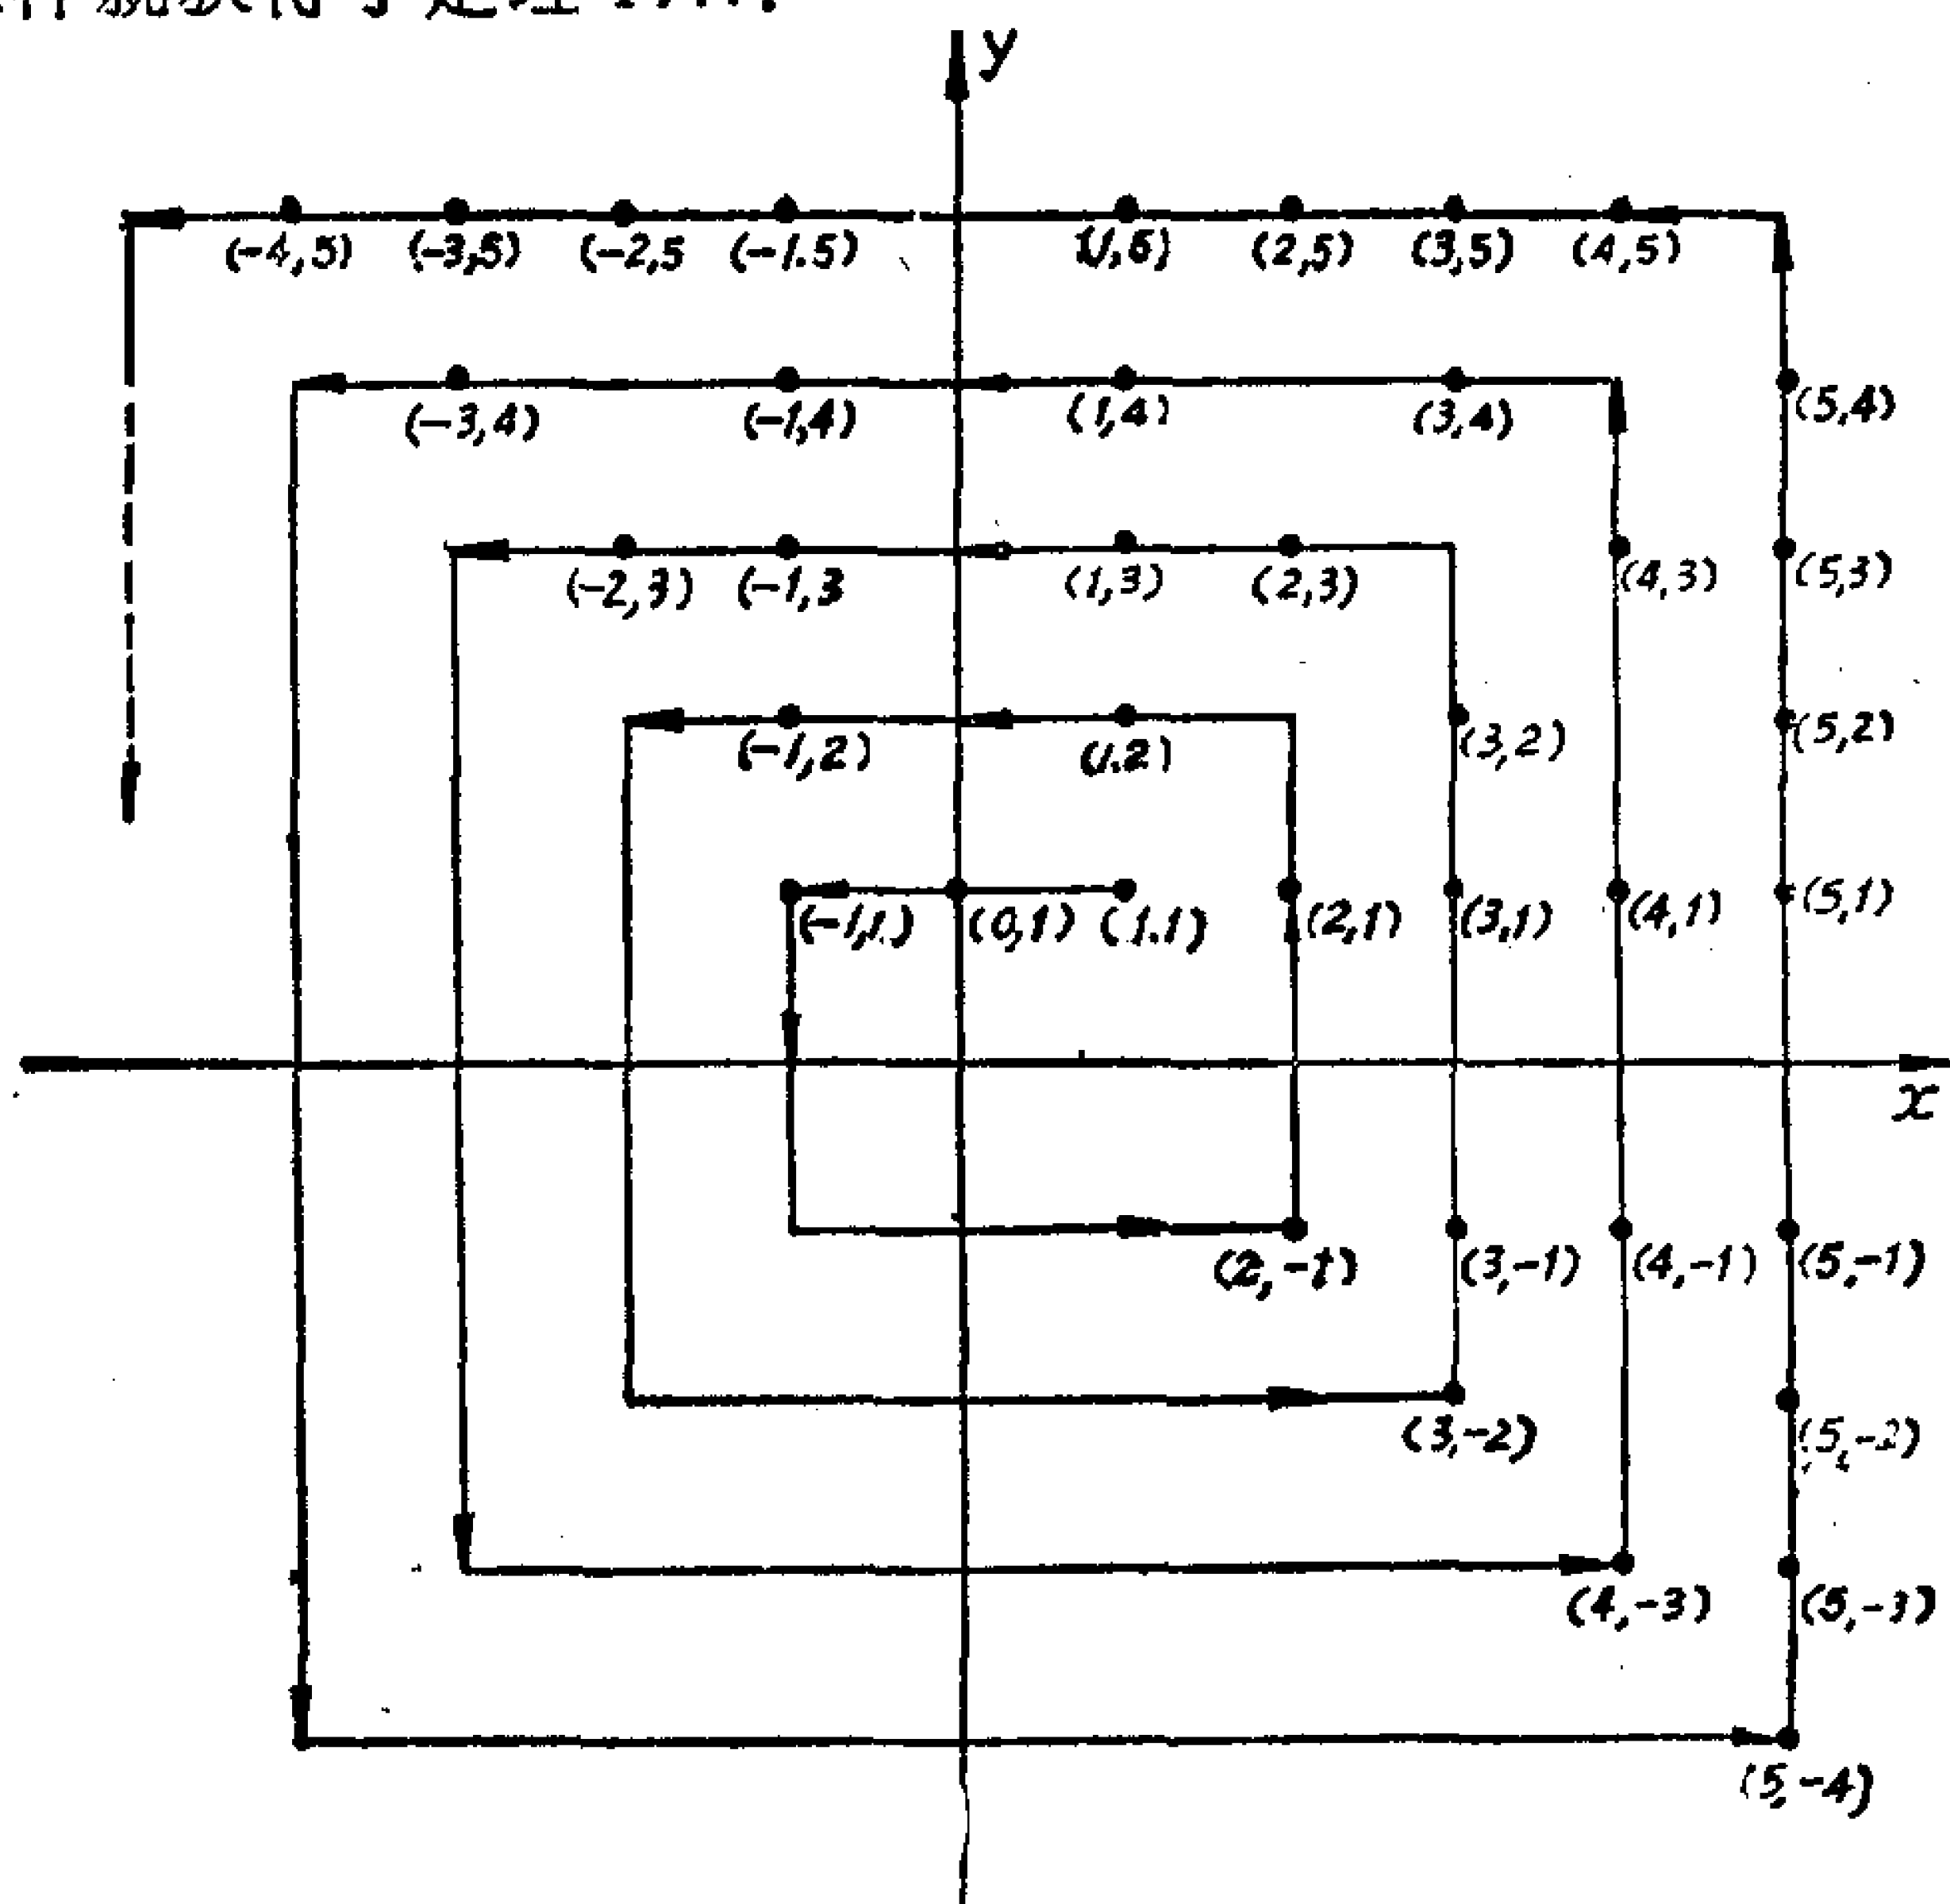 y
(-4,5) (-3,5) (-2,5 (-1.5) (1,5) (2,5) (3,5) (4,5)
(-3,4) (-1,4) (1,4) (3,4) (5,4)
(-2,3) (-1,3 (1,3) (2,3) (4,3) (5,3)
(-1,2) (1.2) (3,2) (5,2)
(-1,1) (0,1) (1.1) (2,1) (3,1) (4,1) (5,1)
x
(2,-1) (3,-1) (4,-1) (5,-1)
(3,-2) (5,-2)
(4,-3) (5,-3)
(5,-4)